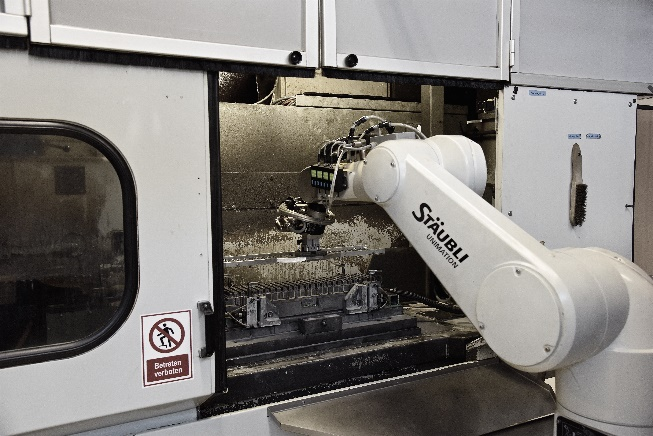 STÄUBLI
UNIMATION
Betreten
verboten